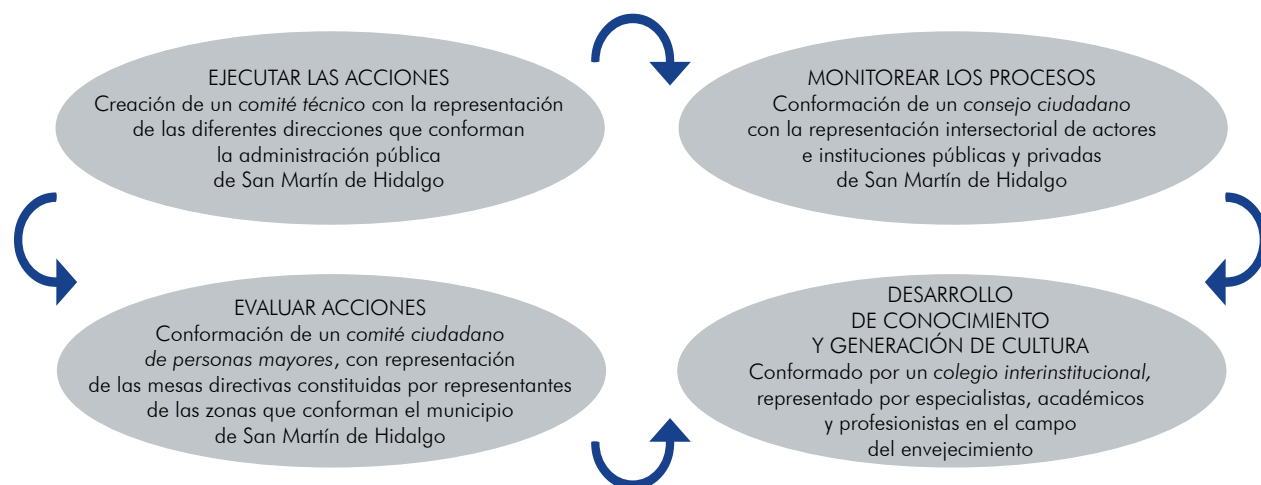 EJECUTAR LAS ACCIONES
Creación de un comité técnico con la representación
de las diferentes direcciones que conforman
la administración pública
de San Martín de Hidalgo
MONITOREAR LOS PROCESOS
Conformación de un consejo ciudadano
con la representación intersectorial de actores
e instituciones públicas y privadas
de San Martín de Hidalgo
EVALUAR ACCIONES
Conformación de un comité ciudadano
de personas mayores, con representación
de las mesas directivas constituidas por representantes
de las zonas que conforman el municipio
de San Martín de Hidalgo
DESARROLLO
DE CONOCIMIENTO
Y GENERACIÓN DE CULTURA
Conformado por un colegio interinstitucional,
representado por especialistas, académicos
y profesionistas en el campo
del envejecimiento